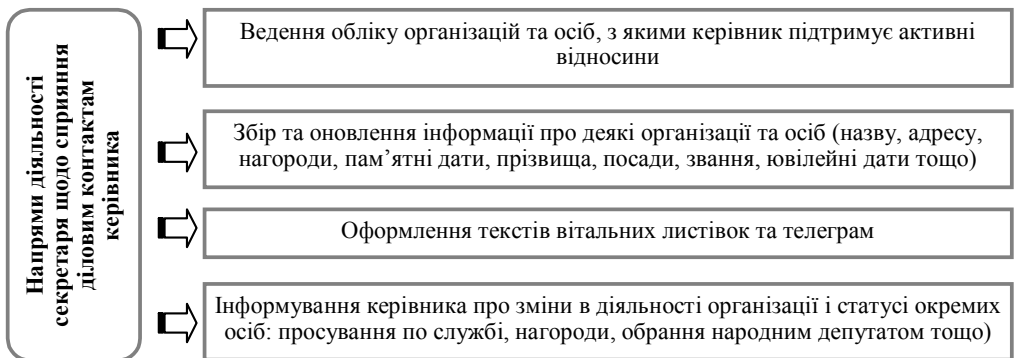 Напрями діяльності
секретаря щодо сприяння
діловим контактам
керівника
Ведення обліку організацій та осіб, з якими керівник підтримує активні
відносини
Збір та оновлення інформації про деякі організації та осіб (назву, адресу,
нагороди, пам’ятні дати, прізвища, посади, звання, ювілейні дати тощо)
Оформлення текстів вітальних листівок та телеграм
Інформування керівника про зміни в діяльності організації і статусі окремих
осіб: просування по службі, нагороди, обрання народним депутатом тощо)